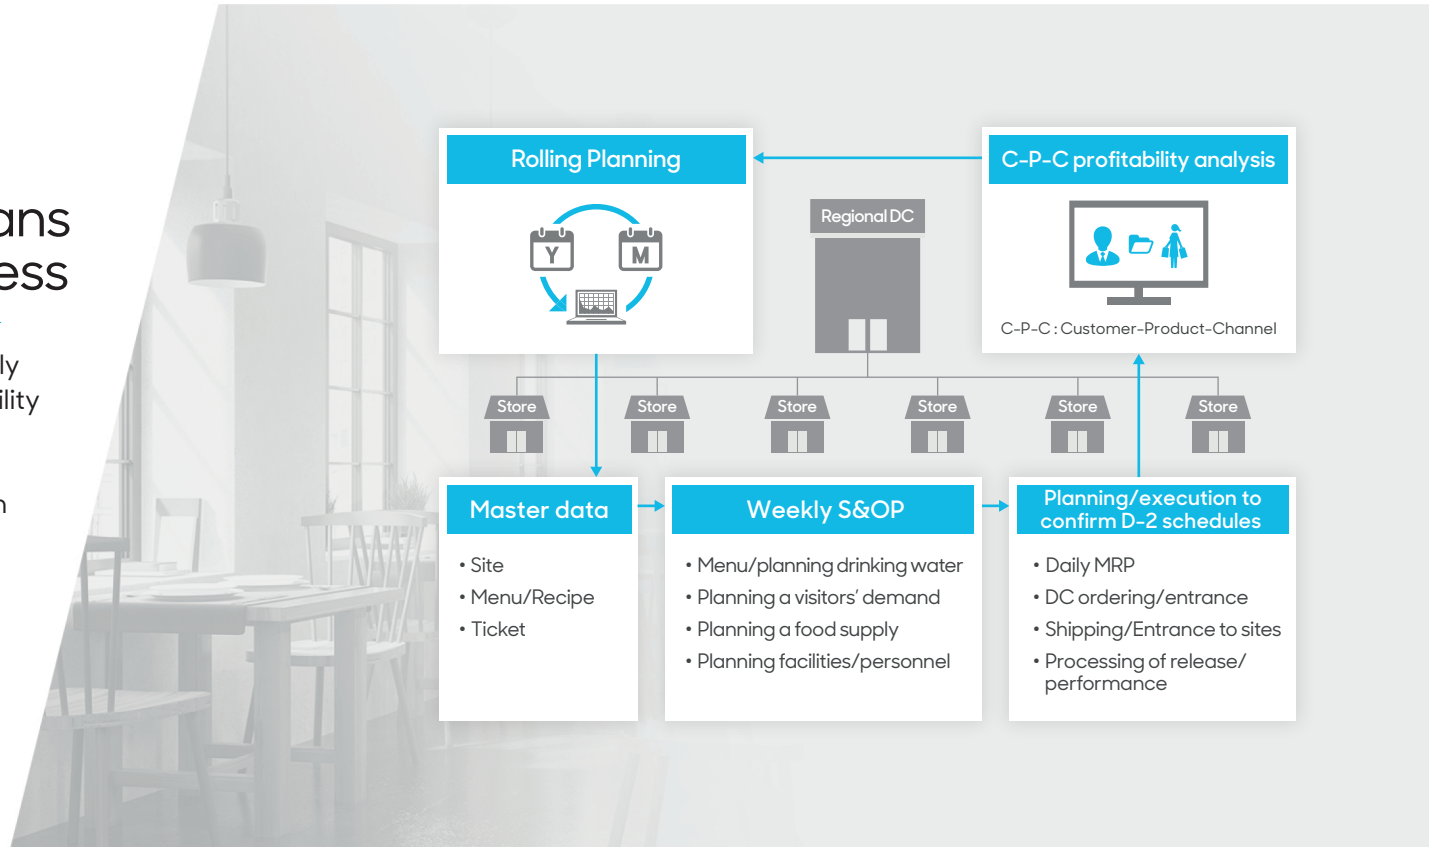 ans
ess
ly
ility
n
Rolling Planning
Y
M
Regional DC
C-P-C profitability analysis
C-P-C : Customer-Product-Channel
Store
Store
Store
Store
Store
Store
Master data
• Site
• Menu/Recipe
• Ticket
Weekly S&OP
• Menu/planning drinking water
• Planning a visitors’ demand
• Planning a food supply
• Planning facilities/personnel
Planning/execution to
confirm D-2 schedules
• Daily MRP
• DC ordering/entrance
• Shipping/Entrance to sites
• Processing of release/
performance